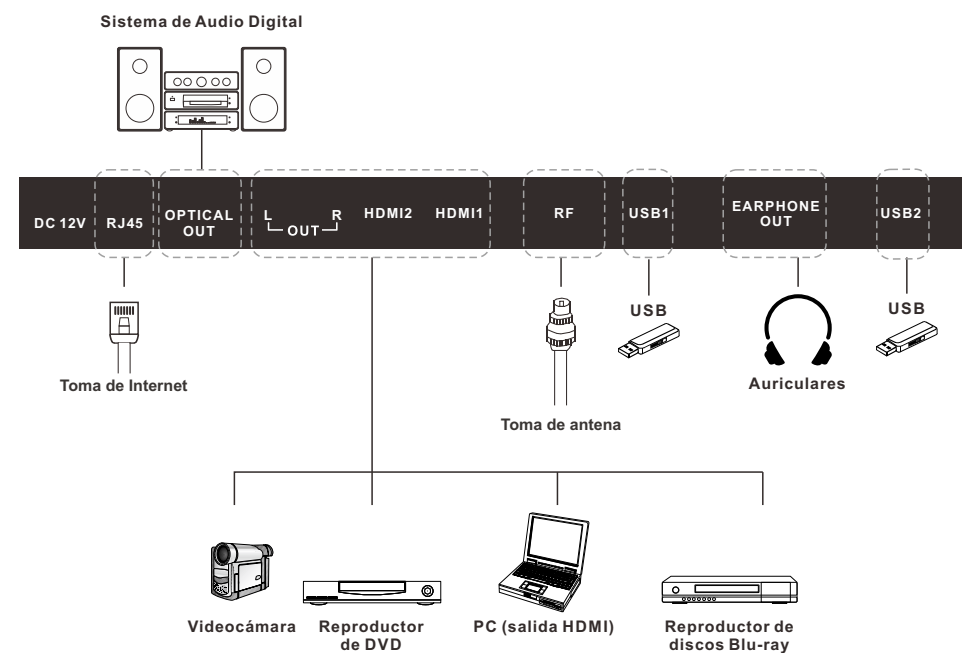 Sistema de Audio Digital
DC 12V
RJ45
OPTICAL
OUT
L R
OUT
HDMI2
HDMI1
RF
USB1
EARPHONE
OUT
USB2
Toma de Internet
Toma de antena
USB
Auriculares
USB
Videocámara
Reproductor
de DVD
PC (salida HDMI)
Reproductor de
discos Blu-ray